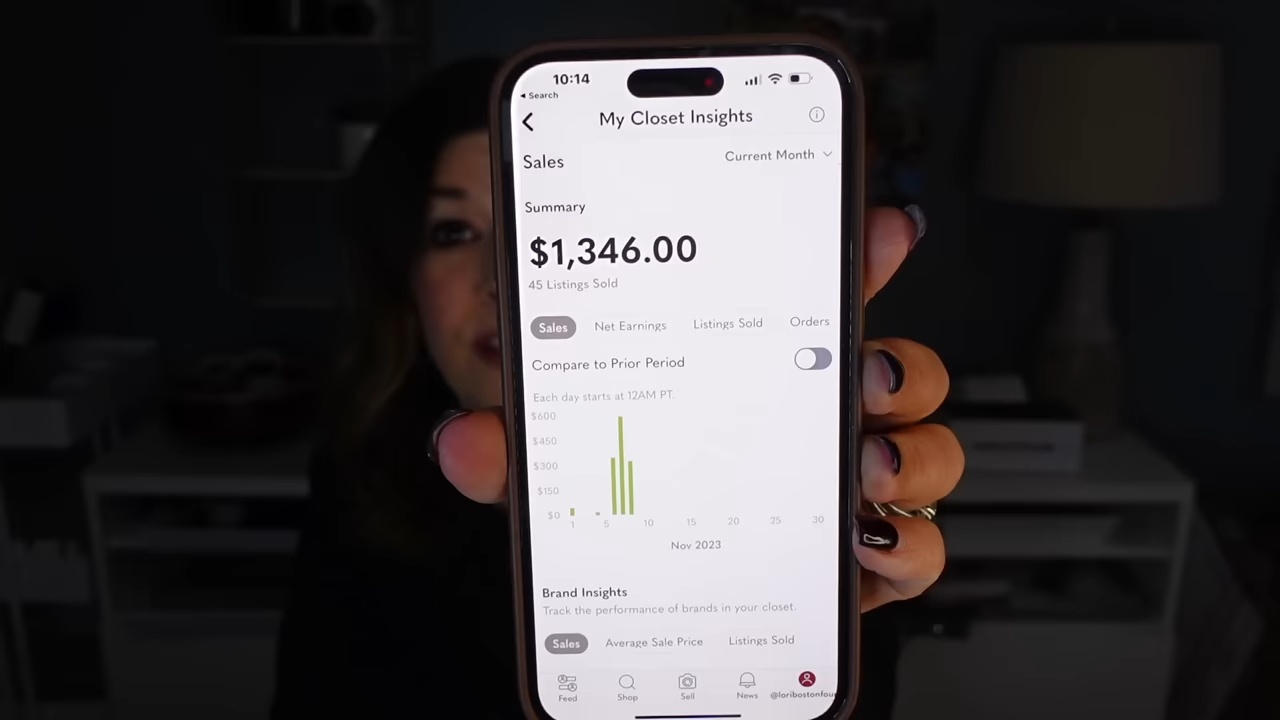 10:14
◂ Search
My Closet Insights
Sales
Current Month
Summary
$1,346.00
45 Listings Sold
Sales Net Earnings Listings Sold Orders
Compare to Prior Period
Each day starts at 12AM PT.
$600
$450
$300
$150
$0
1 5 10 15 20 25 30
Nov 2023
Brand Insights
Track the performance of brands in your closet.
Sales Average Sale Price Listings Sold
Feed Shop Sell News @loribostonfou